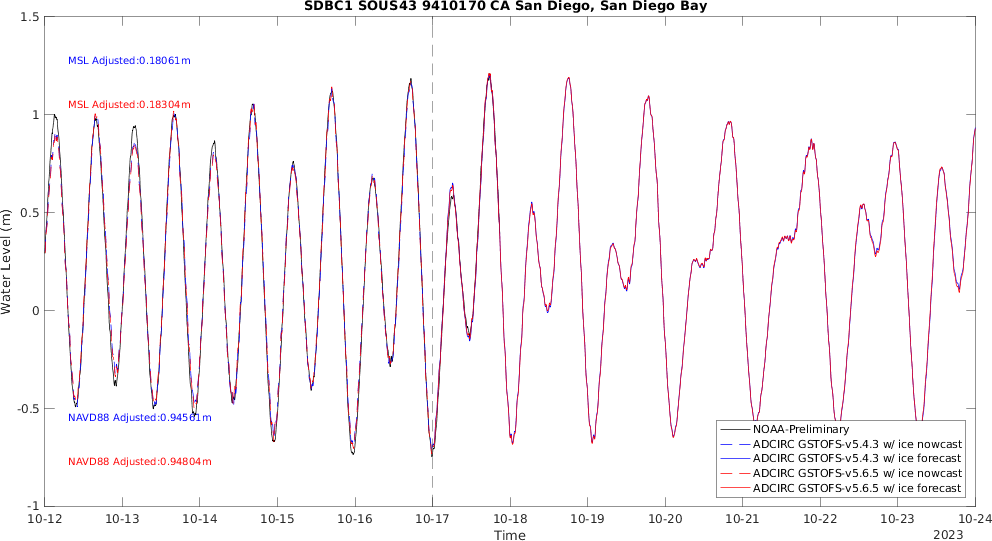 SDBC1 SOUS43 9410170 CA San Diego, San Diego Bay
1.5
MSL Adjusted:0.18061m
MSL Adjusted:0.18304m
1
0.5
Water Level (m)
0
-0.5
NAVD88 Adjusted:0.94561m
NAVD88 Adjusted:0.94804m
NOAA-Preliminary
ADCIRC GSTOFS-v5.4.3 w/ ice nowcast
ADCIRC GSTOFS-v5.4.3 w/ ice forecast
ADCIRC GSTOFS-v5.6.5 w/ ice nowcast
ADCIRC GSTOFS-v5.6.5 w/ ice forecast
-1
10-12 10-13 10-14 10-15 10-16 10-17 10-18 10-19 10-20 10-21 10-22 10-23 10-24
Time
2023